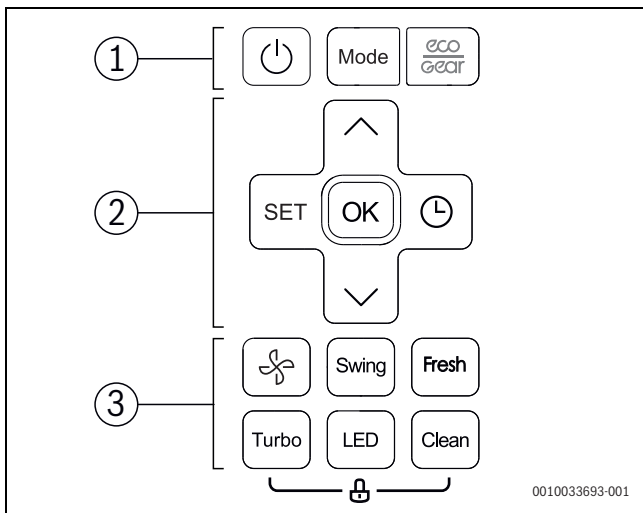 1
Mode
eco
Gear
2
SET
OK
3
Swing
Fresh
Turbo
LED
Clean
0010033693-001